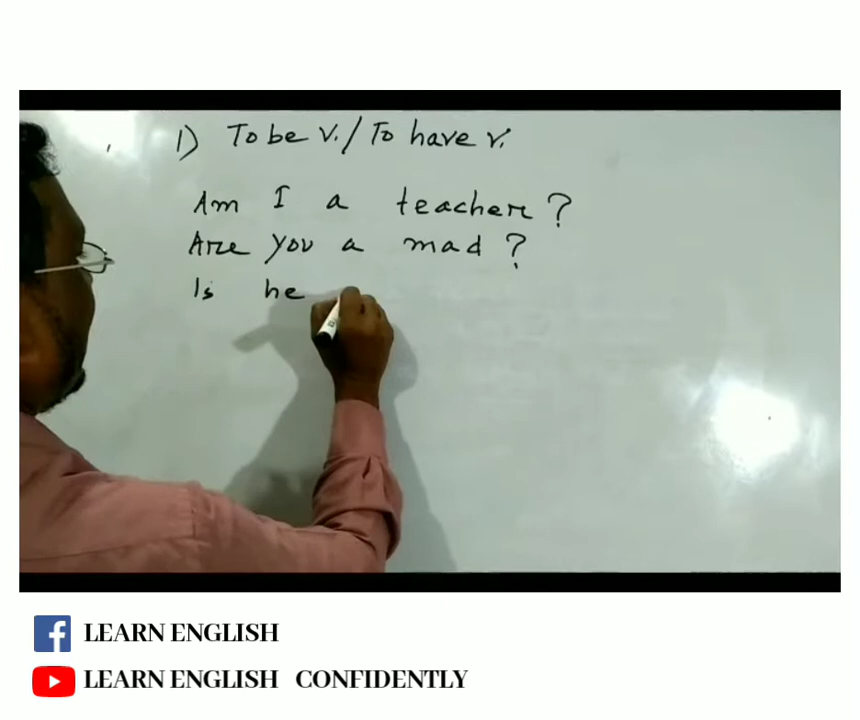 1) To be v. / To have v.
Am I a teacher ?
Are you a mad ?
Is he
LEARN ENGLISH
LEARN ENGLISH CONFIDENTLY